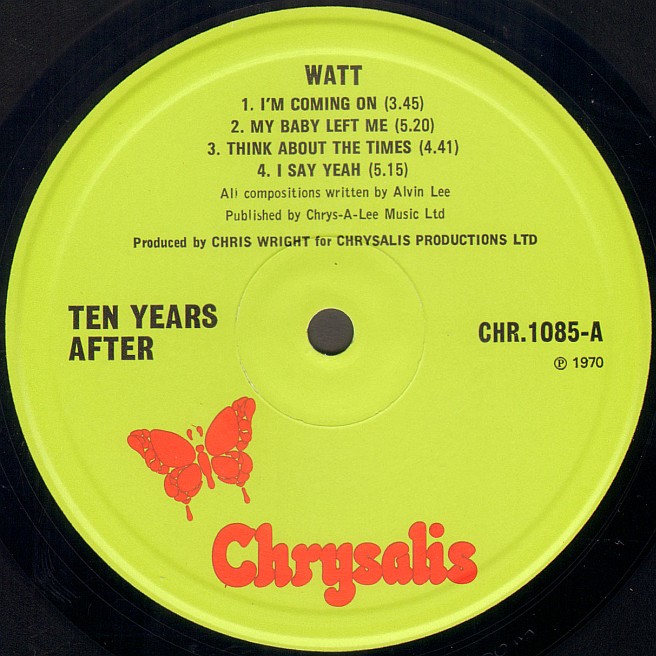 WATT
1. I'M COMING ON (3.45)
2. MY BABY LEFT ME (5.20)
3. THINK ABOUT THE TIMES (4.41)
4. I SAY YEAH (5.15)
All compositions written by Alvin Lee
Published by Chrys-A-Lee Music Ltd
Produced by CHRIS WRIGHT for CHRYSALIS PRODUCTIONS LTD
TEN YEARS
AFTER
CHR.1085-A
℗ 1970
Chrysalis